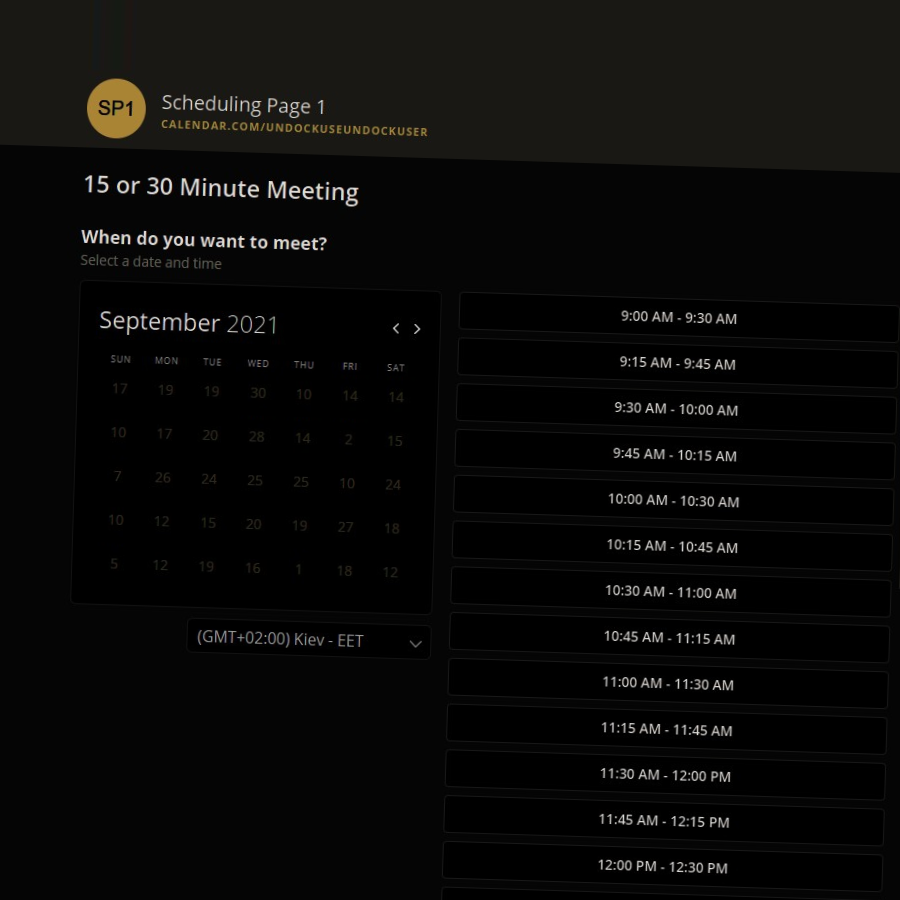 SP1
Scheduling Page 1
CALENDAR.COM/UNDOCKUSEUNDOCKUSER
15 or 30 Minute Meeting
When do you want to meet?
Select a date and time
September 2021
SUN MON TUE WED THU FRI SAT
17 19 19 30 10 14 14
10 17 20 28 14 2 15
7 26 24 25 25 10 24
10 12 15 20 19 27 18
5 12 19 16 1 18 12
(GMT+02:00) Kiev - EET
9:00 AM - 9:30 AM
9:15 AM - 9:45 AM
9:30 AM - 10:00 AM
9:45 AM - 10:15 AM
10:00 AM - 10:30 AM
10:15 AM - 10:45 AM
10:30 AM - 11:00 AM
10:45 AM - 11:15 AM
11:00 AM - 11:30 AM
11:15 AM - 11:45 AM
11:30 AM - 12:00 PM
11:45 AM - 12:15 PM
12:00 PM - 12:30 PM